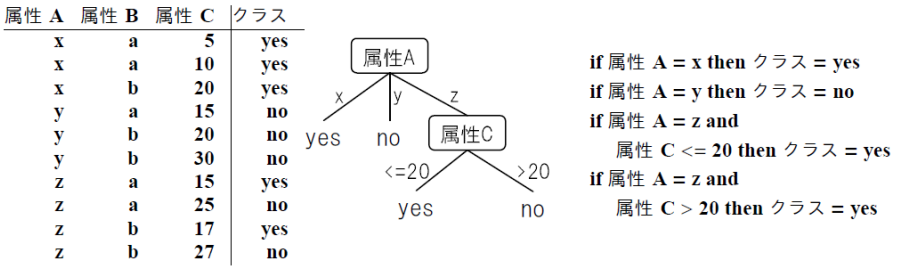 属性 A 属性 B 属性 C クラス
x a 5 yes
x a 10 yes
x b 20 yes
y a 15 no
y b 20 no
y b 30 no
z a 15 yes
z a 25 no
z b 17 yes
z b 27 no
属性A
x y z
yes no 属性C
<=20 >20
yes no
if 属性 A = x then クラス = yes
if 属性 A = y then クラス = no
if 属性 A = z and
属性 C <= 20 then クラス = yes
if 属性 A = z and
属性 C > 20 then クラス = yes